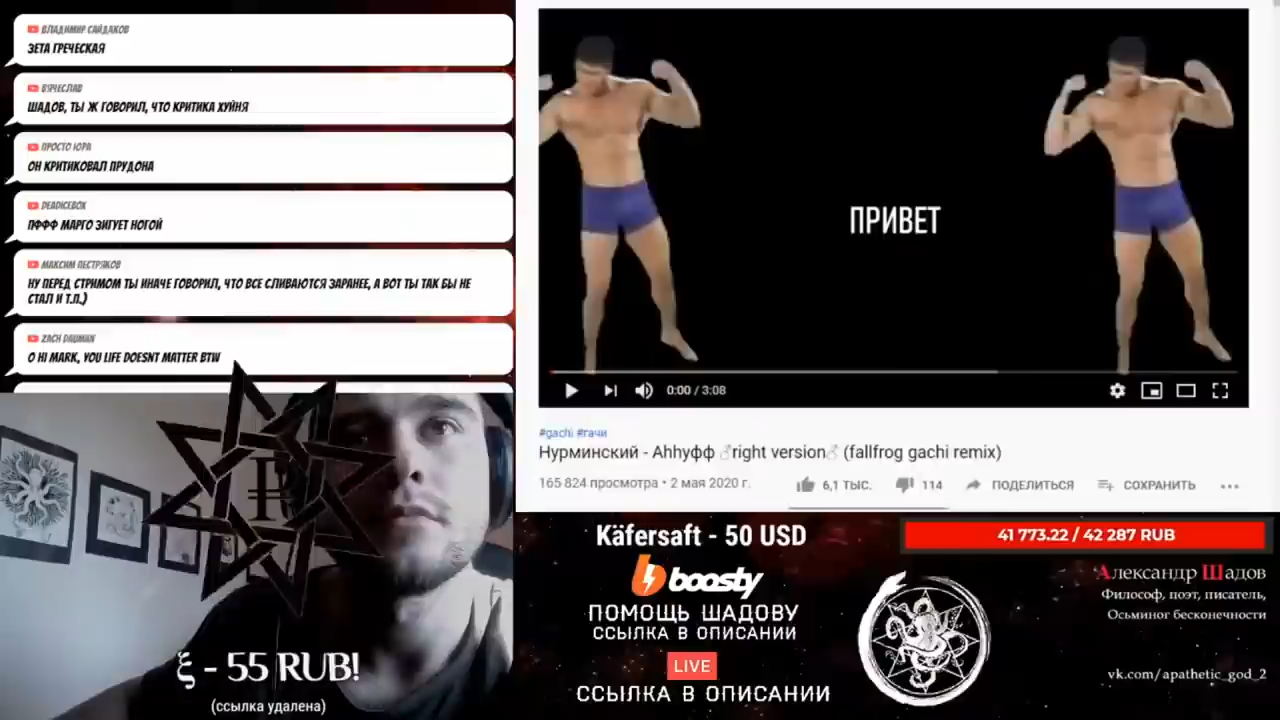 ВЛАДИМИР САЙДАКОВ
ЗЕТА ГРЕЧЕСКАЯ
ВЯЧЕСЛАВ
ШАДОВ, ТЫ Ж ГОВОРИЛ, ЧТО КРИТИКА ХУЙНЯ
ПРОСТО ЮРА
ОН КРИТИКОВАЛ ПРУДОНА
DEADICEBOX
ПФФФ МАРГО ЗИГУЕТ НОГОЙ
МАКСИМ ПЕСТРЯКОВ
НУ ПЕРЕД СТРИМОМ ТЫ ИНАЧЕ ГОВОРИЛ, ЧТО ВСЕ СЛИВАЮТСЯ ЗАРАНЕЕ, А ВОТ ТЫ ТАК БЫ НЕ
СТАЛ И Т.П.)
ZACH DAUMAN
O HI MARK, YOU LIFE DOESNT MATTER BTW
ξ - 55 RUB!
(ссылка удалена)
ПРИВЕТ
0:00 / 3:08
#gachi #гачи
Нурминский - Ahhуфф ♂right version♂ (fallfrog gachi remix)
165 824 просмотра • 2 мая 2020 г.
6,1 ТЫС.
114
ПОДЕЛИТЬСЯ
СОХРАНИТЬ
Käfersaft - 50 USD
boosty
ПОМОЩЬ ШАДОВУ
ССЫЛКА В ОПИСАНИИ
LIVE
ССЫЛКА В ОПИСАНИИ
41 773.22 / 42 287 RUB
Александр Шадов
Философ, поэт, писатель,
Осьминог бесконечности
vk.com/apathetic_god_2